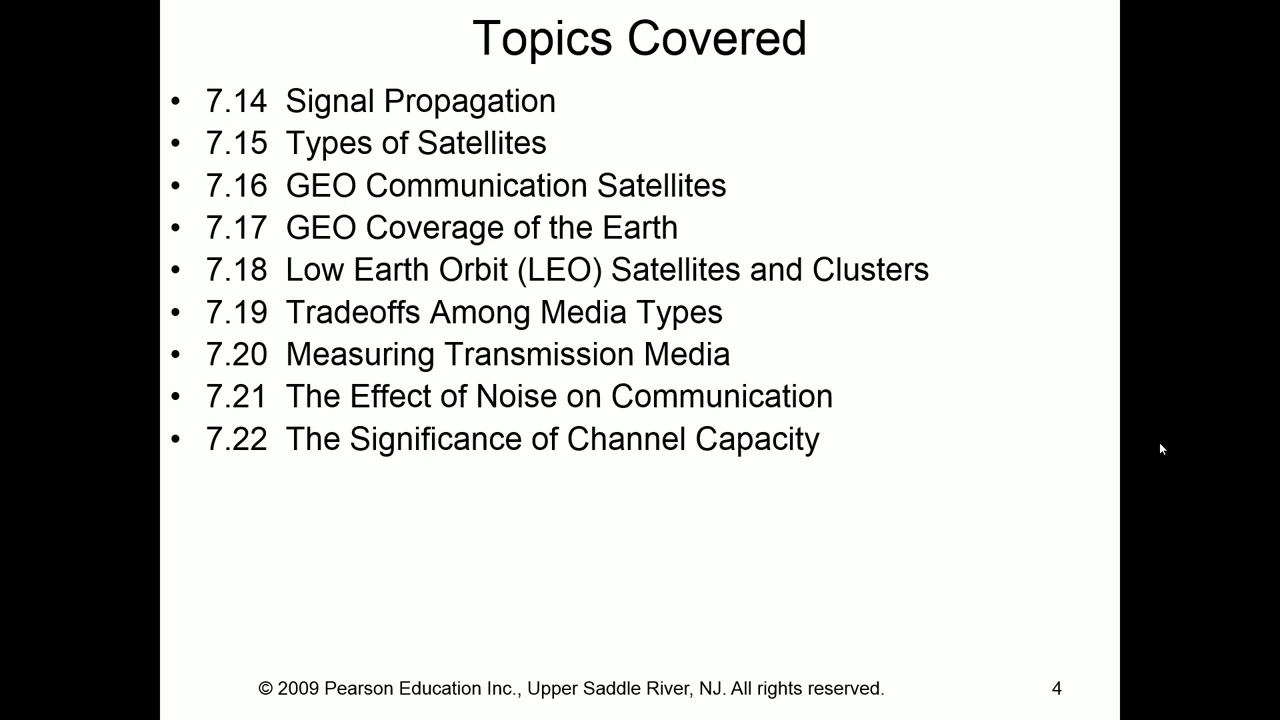 Topics Covered
• 7.14 Signal Propagation
• 7.15 Types of Satellites
• 7.16 GEO Communication Satellites
• 7.17 GEO Coverage of the Earth
• 7.18 Low Earth Orbit (LEO) Satellites and Clusters
• 7.19 Tradeoffs Among Media Types
• 7.20 Measuring Transmission Media
• 7.21 The Effect of Noise on Communication
• 7.22 The Significance of Channel Capacity
© 2009 Pearson Education Inc., Upper Saddle River, NJ. All rights reserved. 4